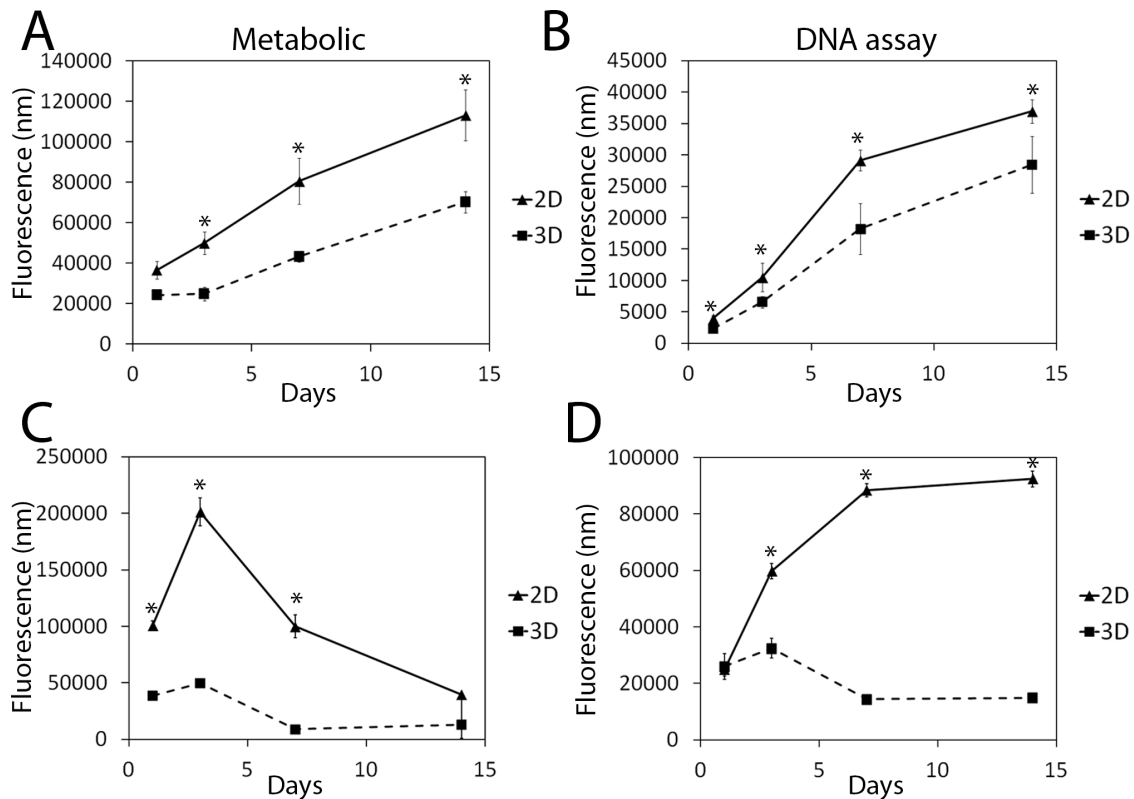 A
Metabolic
140000
120000
100000
80000
60000
40000
20000
0
Fluorescence (nm)
*
*
*
0 5 10 15
Days
2D
3D
B
DNA assay
45000
40000
35000
30000
25000
20000
15000
10000
5000
0
Fluorescence (nm)
*
*
*
*
0 5 10 15
Days
2D
3D
C
250000
200000
150000
100000
50000
0
Fluorescence (nm)
*
*
*
0 5 10 15
Days
2D
3D
D
100000
80000
60000
40000
20000
0
Fluorescence (nm)
*
*
*
0 5 10 15
Days
2D
3D